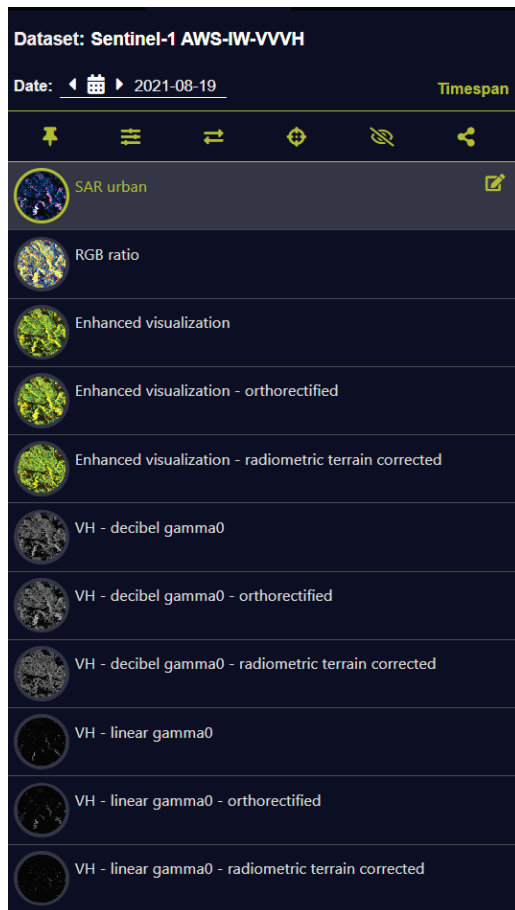 Dataset: Sentinel-1 AWS-IW-VVVH
Date: 2021-08-19
Timespan
SAR urban
RGB ratio
Enhanced visualization
Enhanced visualization - orthorectified
Enhanced visualization - radiometric terrain corrected
VH - decibel gamma0
VH - decibel gamma0 - orthorectified
VH - decibel gamma0 - radiometric terrain corrected
VH - linear gamma0
VH - linear gamma0 - orthorectified
VH - linear gamma0 - radiometric terrain corrected